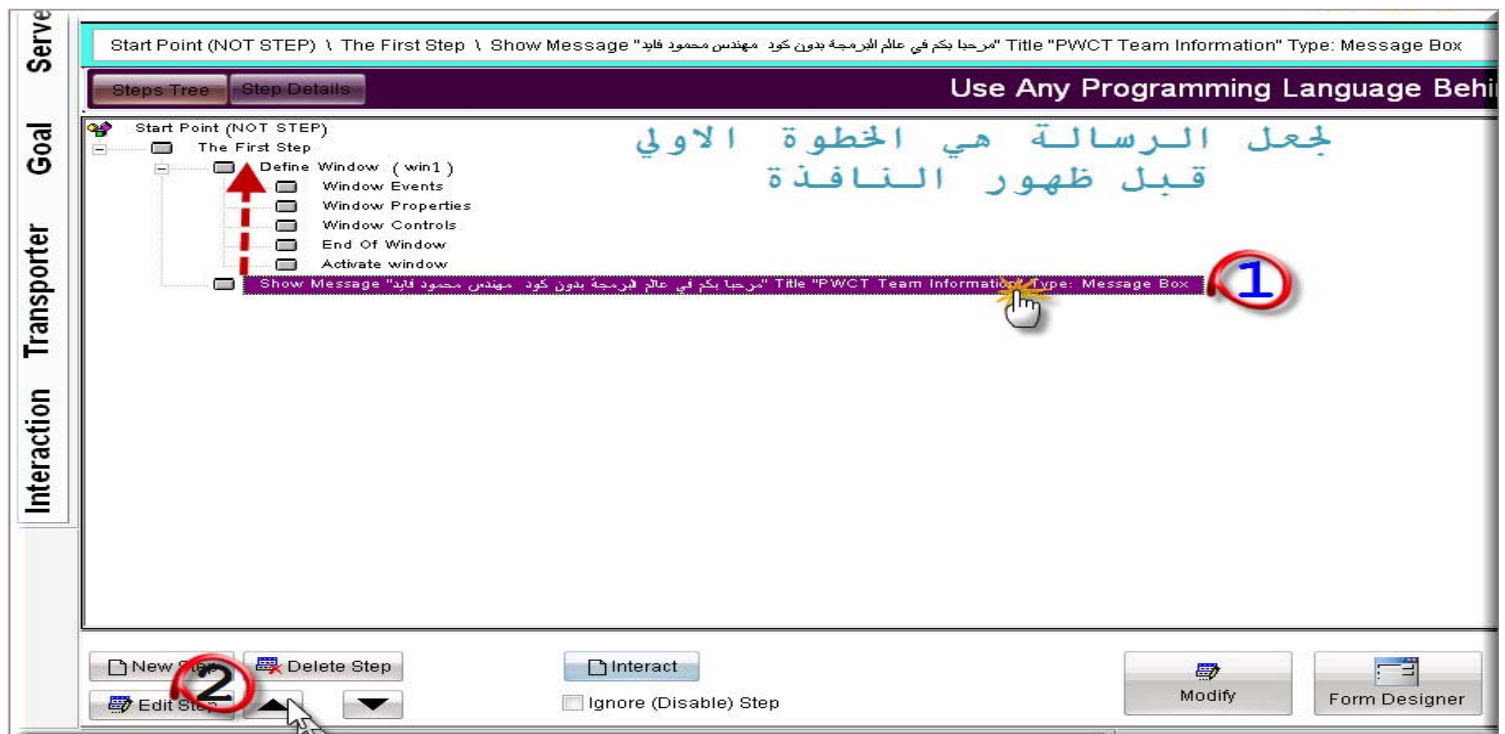 Serve
Goal
Transporter
Interaction
Start Point (NOT STEP) \ The First Step \ Show Message "مرحبا بكم في عالم البرمجة بدون كود مهندس محمود فايد" Title "PWCT Team Information" Type: Message Box
Steps Tree Step Details Use Any Programming Language Behi
لجعل الرسالة هي الخطوة الاولي
قبل ظهور النافذة
Start Point (NOT STEP)
The First Step
Define Window ( win1 )
Window Events
Window Properties
Window Controls
End Of Window
Activate window
Show Message "مرحبا بكم في عالم البرمجة بدون كود مهندس محمود فايد" Title "PWCT Team Information" Type: Message Box
1
New Step Delete Step Interact
2
Edit Step Ignore (Disable) Step
Modify Form Designer